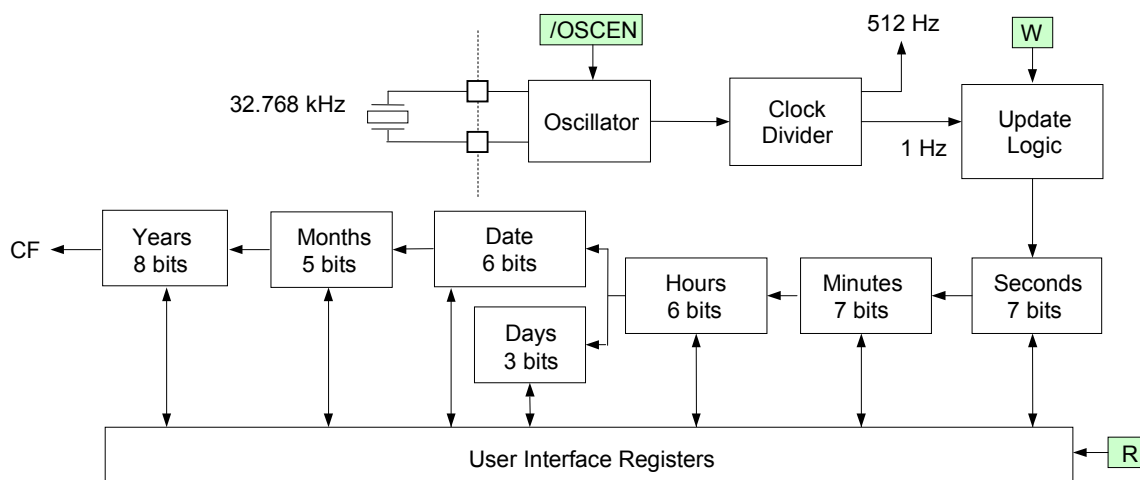 /OSCEN
512 Hz
W
32.768 kHz
Oscillator
Clock
Divider
1 Hz
Update
Logic
CF
Years
8 bits
Months
5 bits
Date
6 bits
Days
3 bits
Hours
6 bits
Minutes
7 bits
Seconds
7 bits
User Interface Registers
R